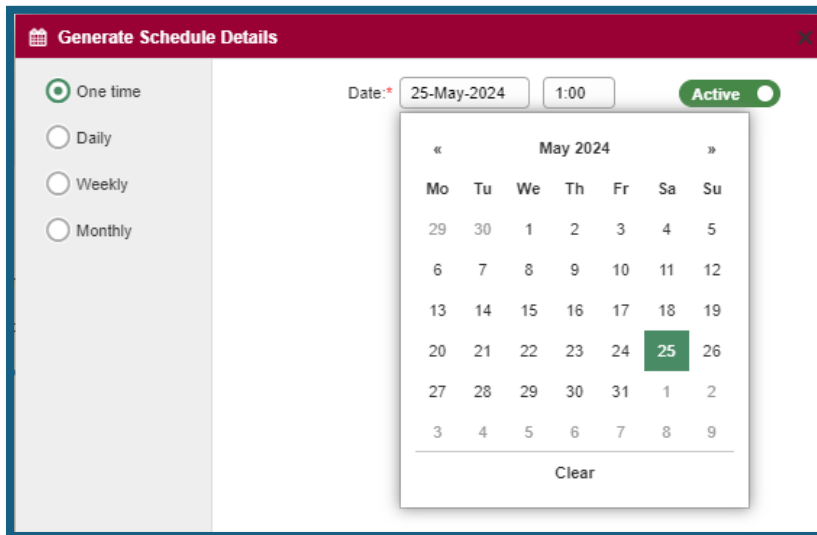 Generate Schedule Details
One time
Daily
Weekly
Monthly
Date:* 25-May-2024 1:00 Active
« May 2024 »
Mo Tu We Th Fr Sa Su
29 30 1 2 3 4 5
6 7 8 9 10 11 12
13 14 15 16 17 18 19
20 21 22 23 24 25 26
27 28 29 30 31 1 2
3 4 5 6 7 8 9
Clear